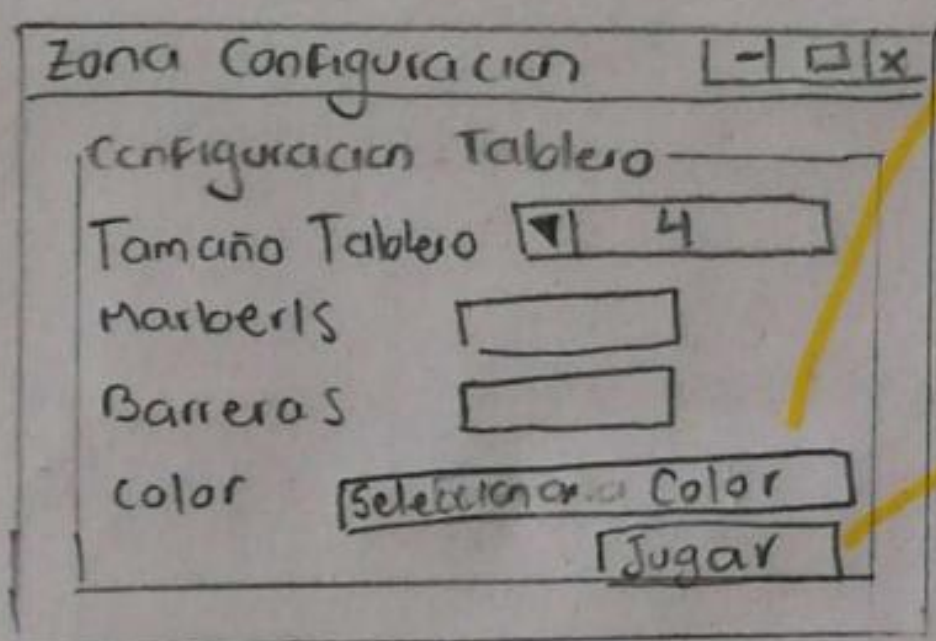 Zona Configuracion
Configuracion Tablero
Tamaño Tablero 4
Marberls
Barreras
color Seleccionar Color
Jugar